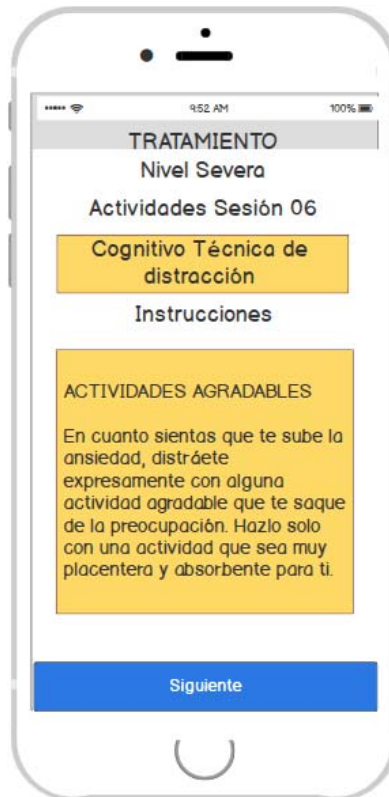 9:52 AM
100%
TRATAMIENTO
Nivel Severa
Actividades Sesión 06
Cognitivo Técnica de
distracción
Instrucciones
ACTIVIDADES AGRADABLES
En cuanto sientas que te sube la
ansiedad, distráete
expresamente con alguna
actividad agradable que te saque
de la preocupación. Hazlo solo
con una actividad que sea muy
placentera y absorbente para ti.
Siguiente